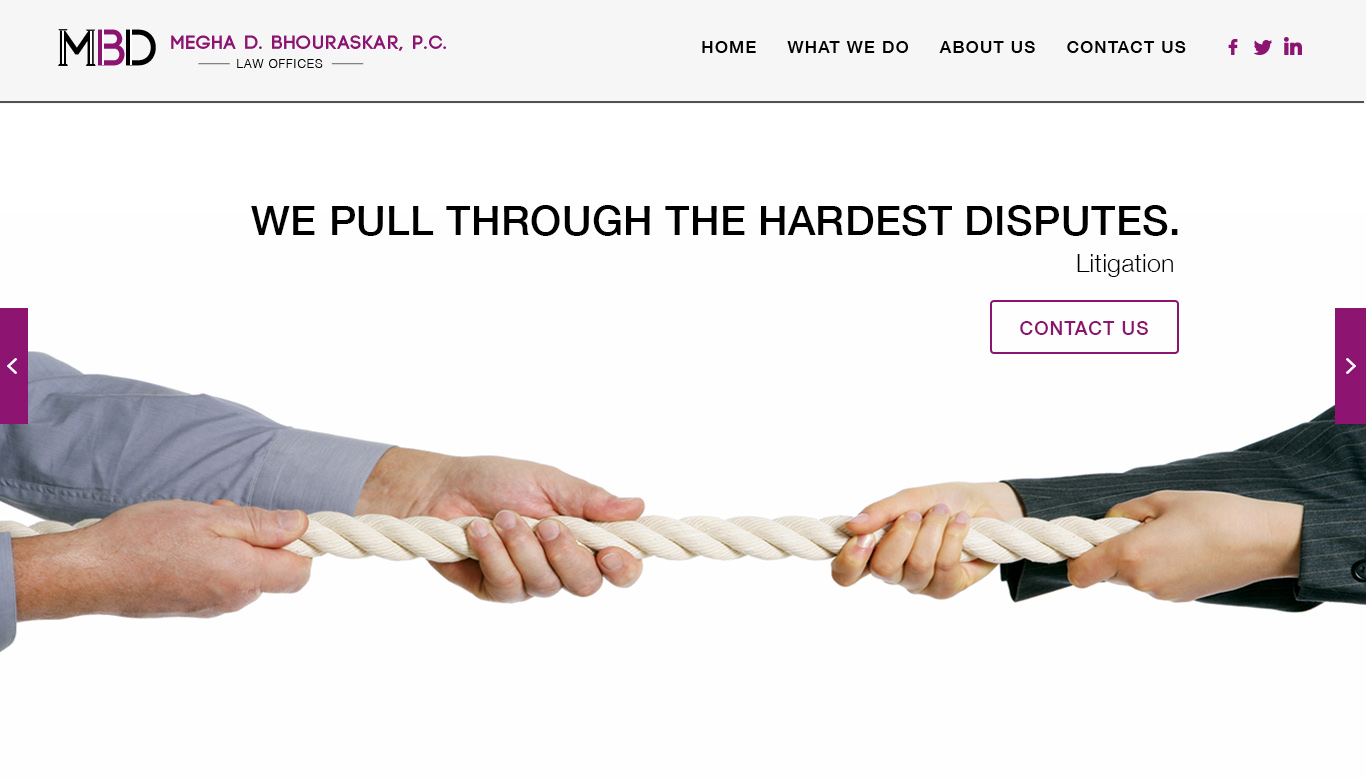 MBD
MEGHA D. BHOURASKAR, P.C.
LAW OFFICES
HOME WHAT WE DO ABOUT US CONTACT US
WE PULL THROUGH THE HARDEST DISPUTES.
Litigation
CONTACT US